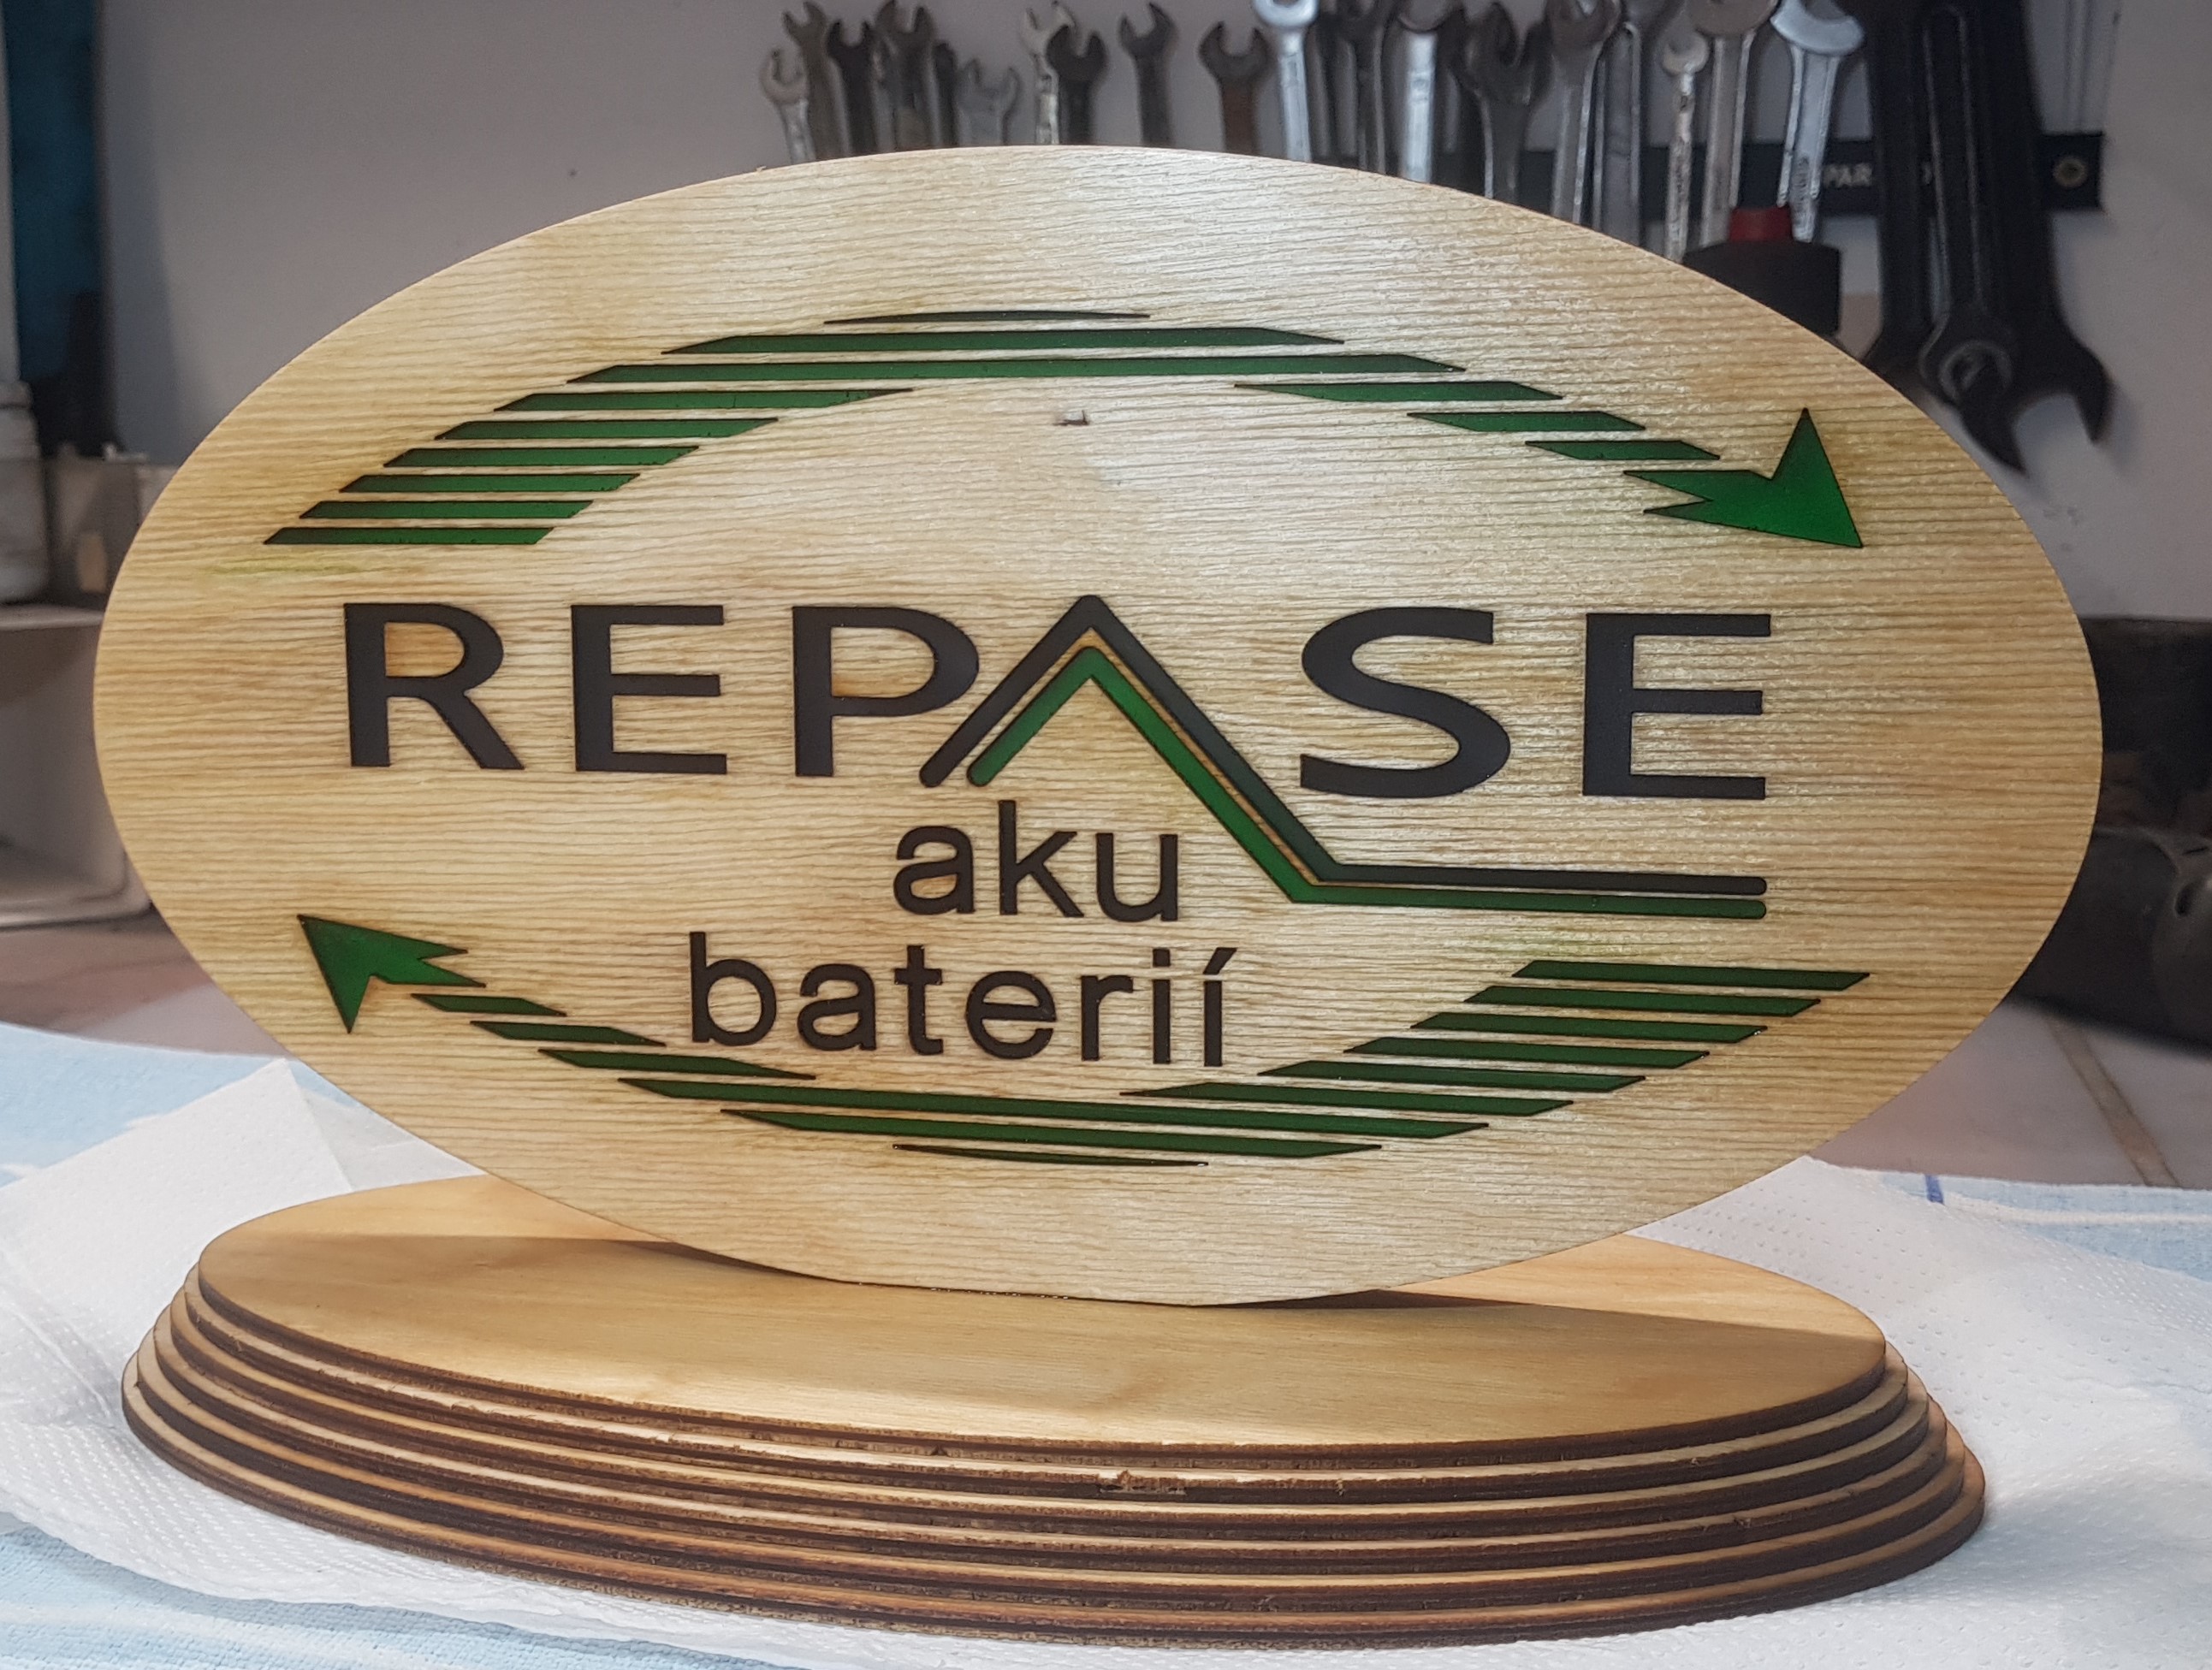 REPASE
aku
baterií